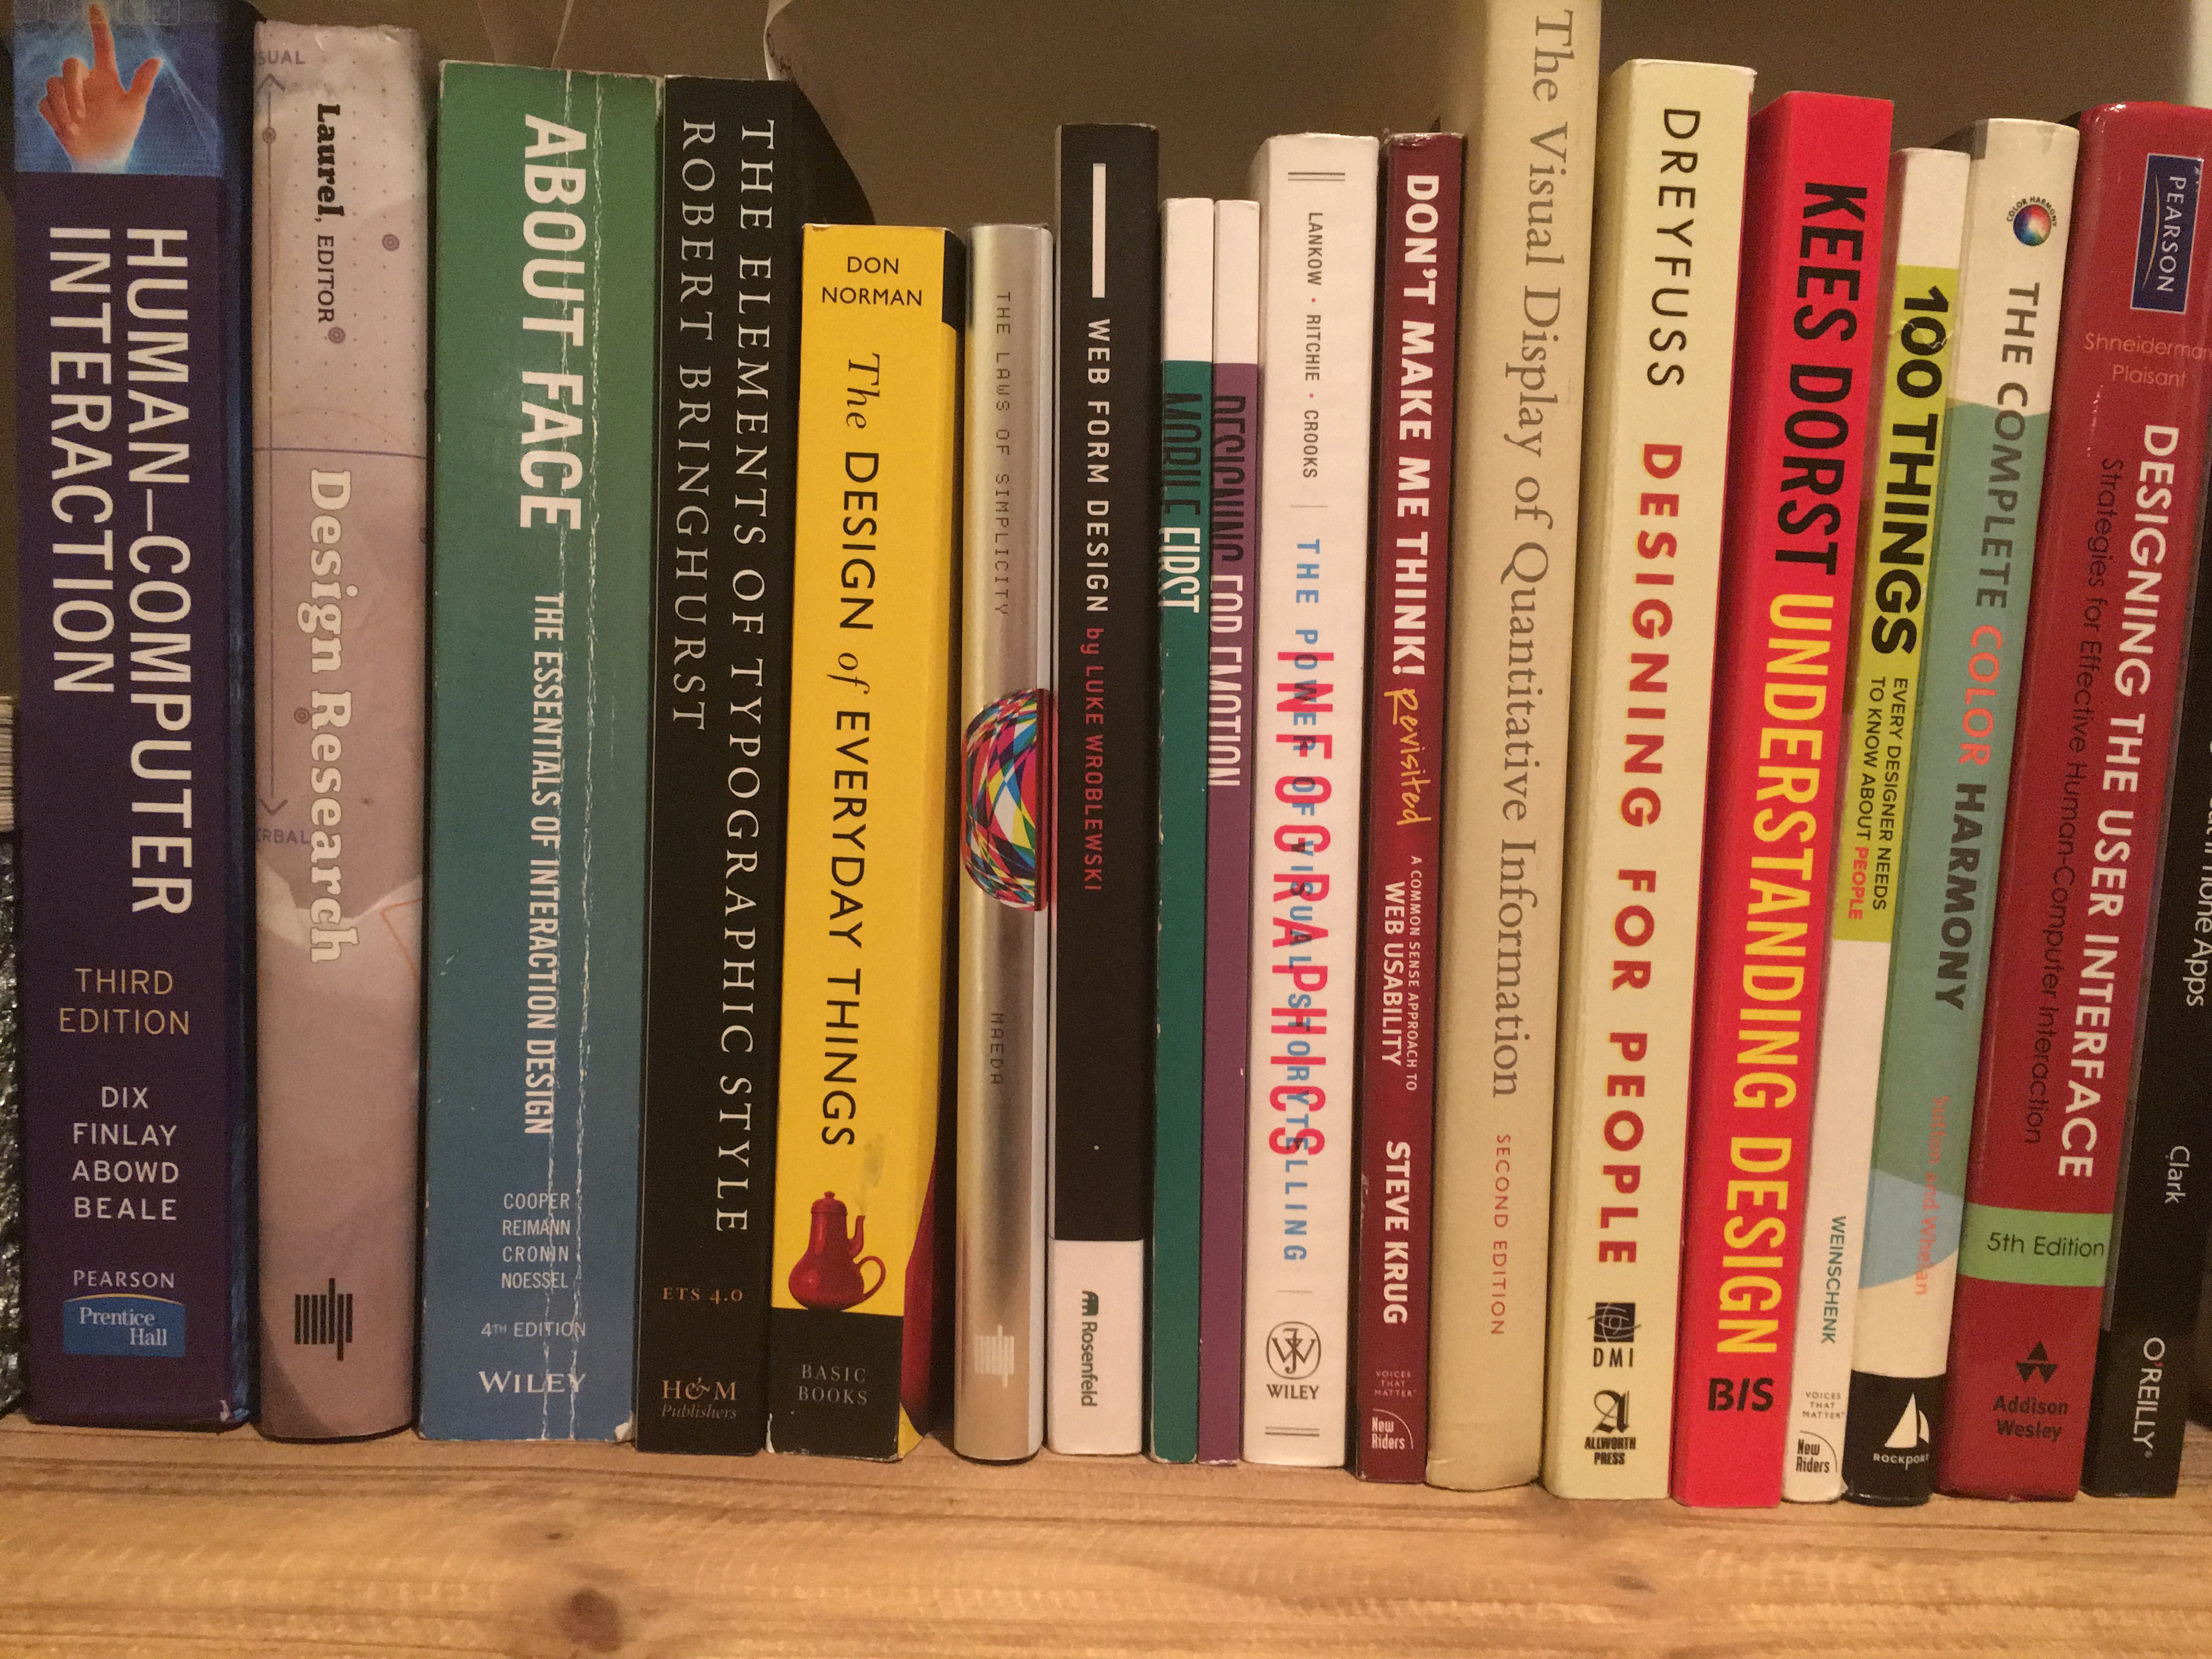 HUMAN–COMPUTER
INTERACTION
THIRD
EDITION
DIX
FINLAY
ABOWD
BEALE
PEARSON
Prentice
Hall
Laurel, EDITOR
Design Research
ABOUT FACE
THE ESSENTIALS OF INTERACTION DESIGN
COOPER
REIMANN
CRONIN
NOESSEL
4TH EDITION
WILEY
THE ELEMENTS OF TYPOGRAPHIC STYLE
ROBERT BRINGHURST
ETS 4.0
H&M
Publishers
DON
NORMAN
The DESIGN of EVERYDAY THINGS
BASIC
BOOKS
THE LAWS OF SIMPLICITY
MAEDA
WEB FORM DESIGN by LUKE WROBLEWSKI
Rosenfeld
MOBILE FIRST
DESIGNING FOR EMOTION
LANKOW · RITCHIE · CROOKS
INFOGRAPHICS
THE POWER OF VISUAL STORYTELLING
WILEY
DON'T MAKE ME THINK!
Revisited
A COMMON SENSE APPROACH TO
WEB USABILITY
STEVE KRUG
VOICES
THAT
MATTER
New
Riders
The Visual Display of Quantitative Information
SECOND EDITION
DREYFUSS
DESIGNING FOR PEOPLE
DMI
ALLWORTH
PRESS
KEES DORST UNDERSTANDING DESIGN
BIS
100 THINGS
EVERY DESIGNER NEEDS
TO KNOW ABOUT PEOPLE
WEINSCHENK
VOICES
THAT
MATTER
New
Riders
COLOR HARMONY
THE COMPLETE COLOR HARMONY
Sutton and Whelan
ROCKPORT
PEARSON
Shneiderman
Plaisant
DESIGNING THE USER INTERFACE
Strategies for Effective Human-Computer Interaction
5th Edition
Addison
Wesley
Apps
Clark
O'REILLY®